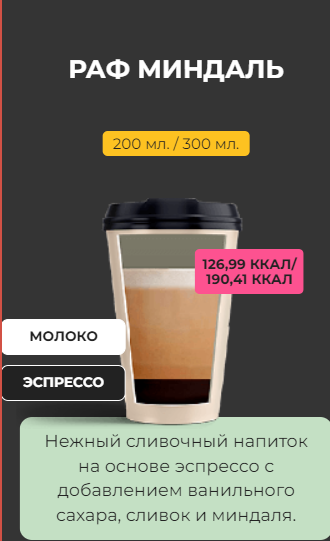 РАФ МИНДАЛЬ
200 мл. / 300 мл.
126,99 ККАЛ/
190,41 ККАЛ
МОЛОКО
ЭСПРЕССО
Нежный сливочный напиток
на основе эспрессо с
добавлением ванильного
сахара, сливок и миндаля.